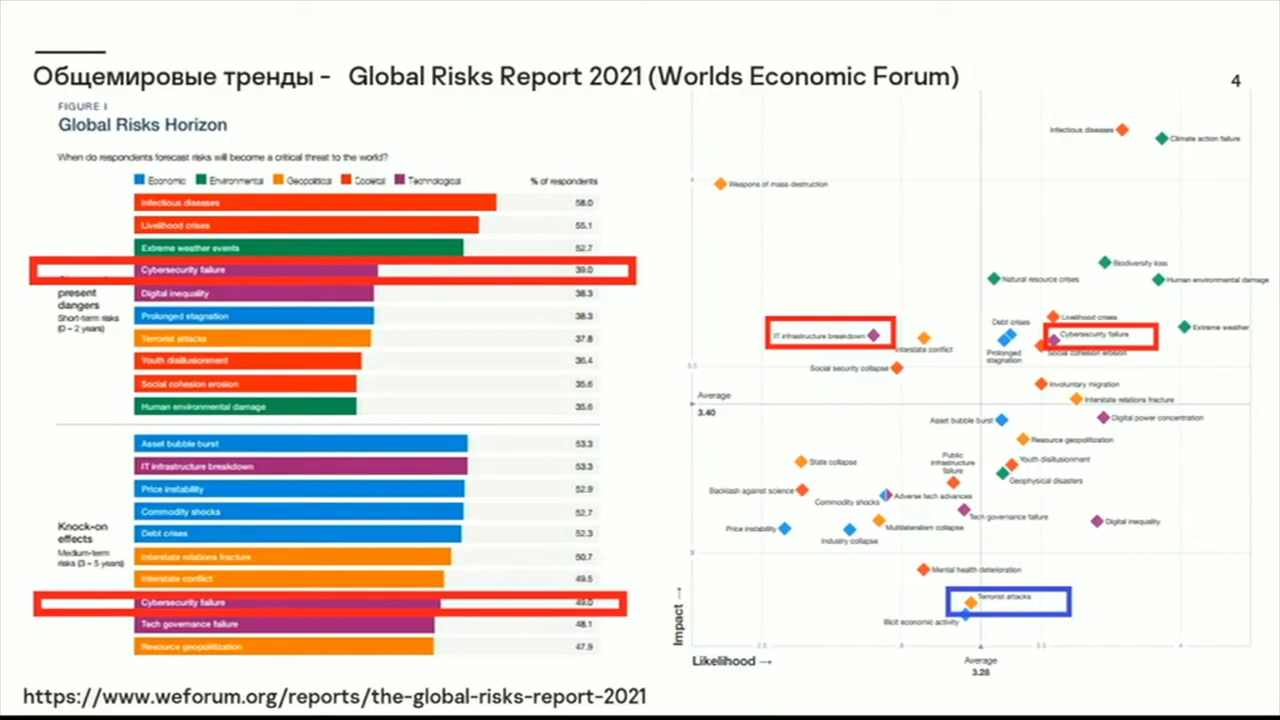 Общемировые тренды - Global Risks Report 2021 (Worlds Economic Forum)
4
FIGURE I
Global Risks Horizon
When do respondents forecast risks will become a critical threat to the world?
Economic Environmental Geopolitical Societal Technological % of respondents
Infectious diseases 58.0
Livelihood crises 55.1
Extreme weather events 52.7
Cybersecurity failure 39.0
Digital inequality 38.3
Prolonged stagnation 38.3
Terrorist attacks 37.8
Youth disillusionment 36.4
Social cohesion erosion 35.6
Human environmental damage 35.6
present
dangers
Short-term risks
(0 – 2 years)
Asset bubble burst 53.3
IT infrastructure breakdown 53.3
Price instability 52.9
Commodity shocks 52.7
Debt crises 52.3
Interstate relations fracture 50.7
Interstate conflict 49.5
Cybersecurity failure 49.0
Tech governance failure 48.1
Resource geopolitization 47.9
Knock-on
effects
Medium-term
risks (3 – 5 years)
Infectious diseases
Climate action failure
4
Weapons of mass destruction
Biodiversity loss
Natural resource crises
Human environmental damage
Livelihood crises
Debt crises
Extreme weather
IT infrastructure breakdown
Cybersecurity failure
Interstate conflict
Prolonged
stagnation
Social cohesion erosion
3.5
Social security collapse
Involuntary migration
Average
3.40
Interstate relations fracture
Asset bubble burst
Digital power concentration
Resource geopolitization
State collapse
Public
infrastructure
failure
Youth disillusionment
Geophysical disasters
Backlash against science
Commodity shocks
Adverse tech advances
Tech governance failure
Digital inequality
Price instability
Industry collapse
Multilateralism collapse
3
Mental health deterioration
Terrorist attacks
Illicit economic activity
Impact →
2.5 3 3.5 4
Likelihood →
Average
3.28
https://www.weforum.org/reports/the-global-risks-report-2021